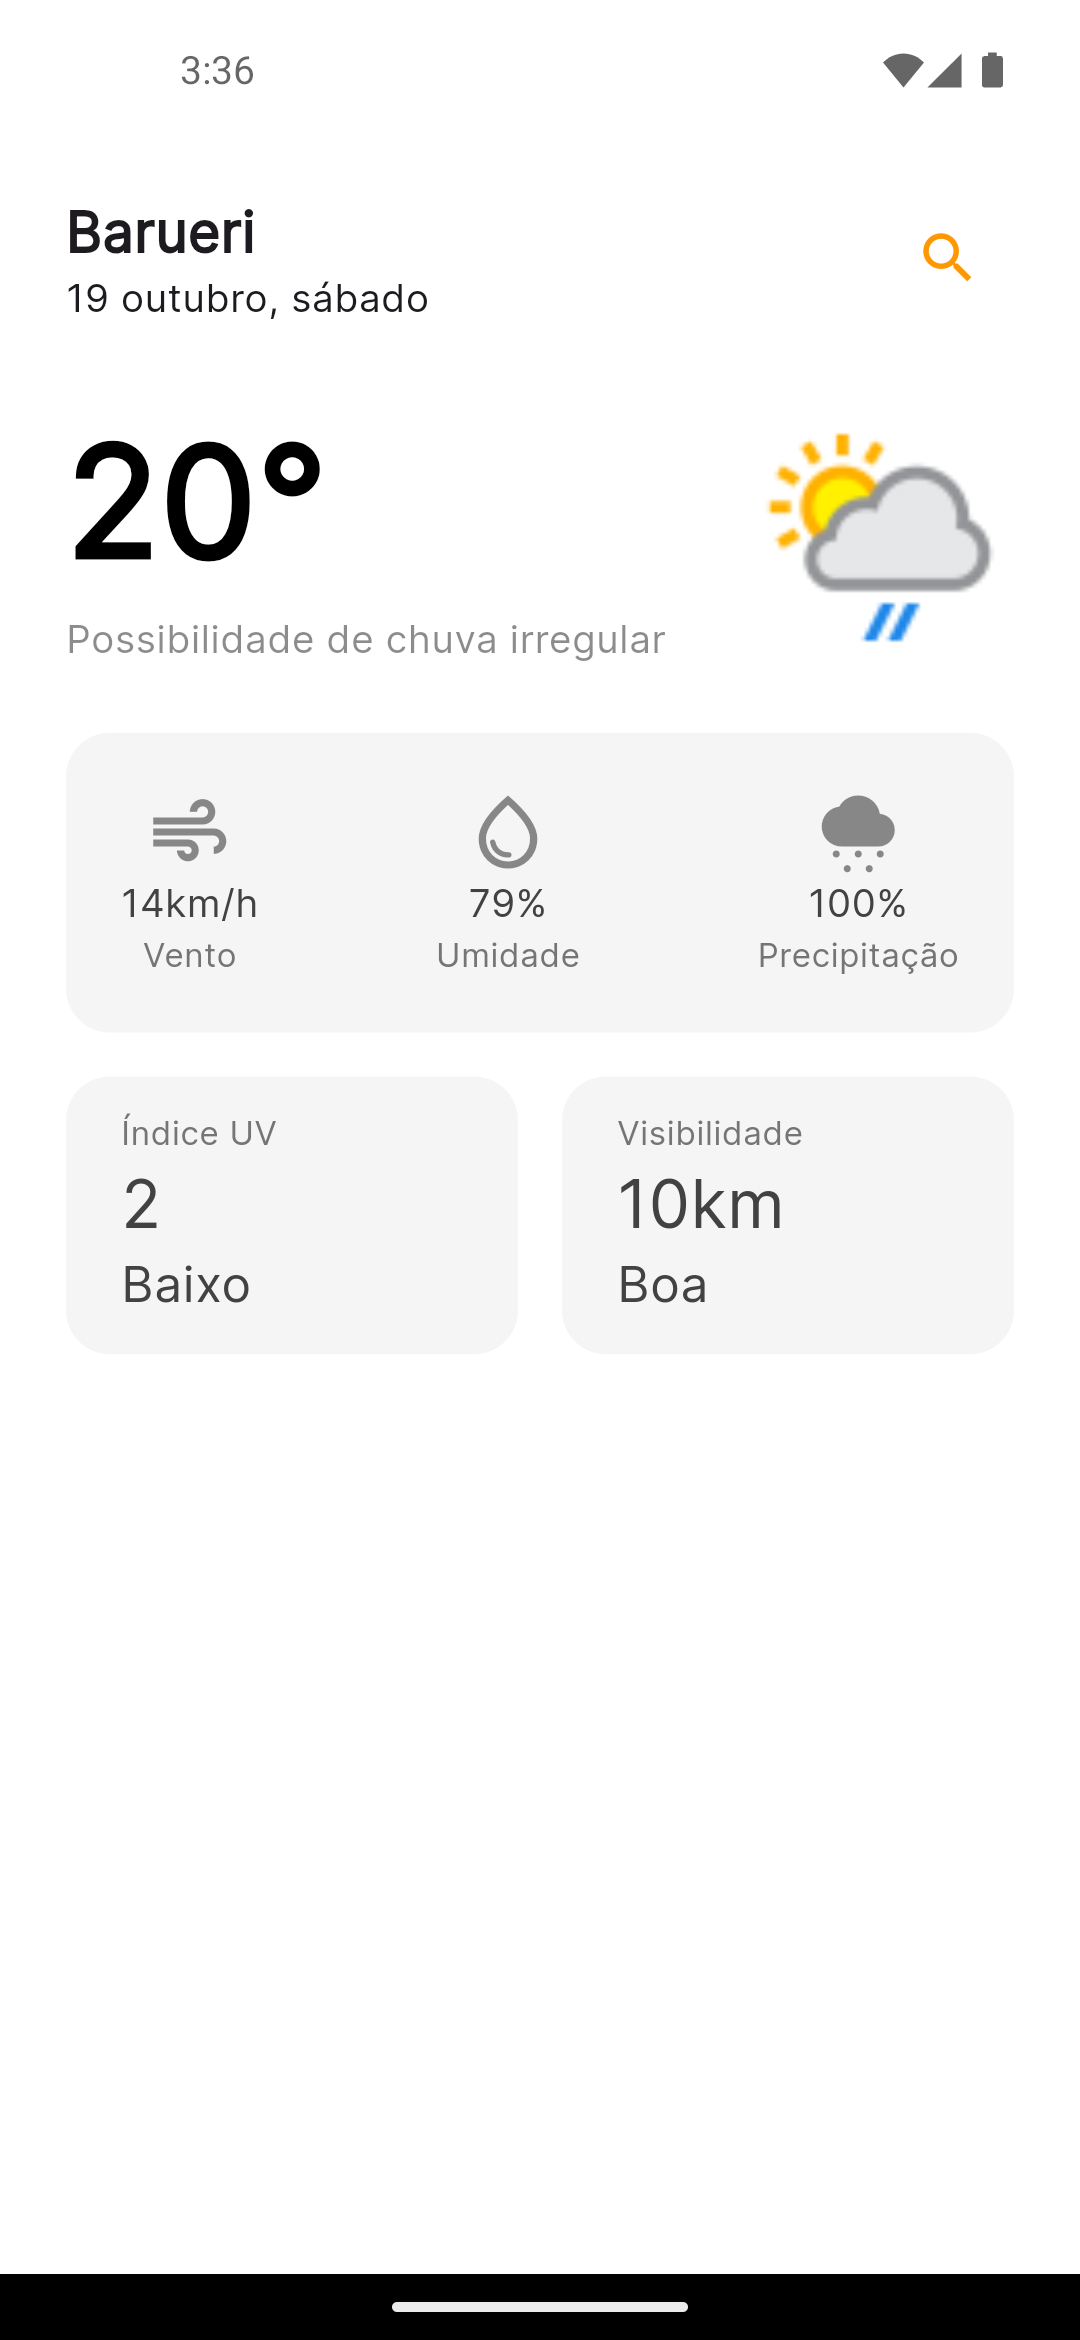 3:36
Barueri
19 outubro, sábado
20°
Possibilidade de chuva irregular
14km/h
Vento
79%
Umidade
100%
Precipitação
Índice UV
2
Baixo
Visibilidade
10km
Boa